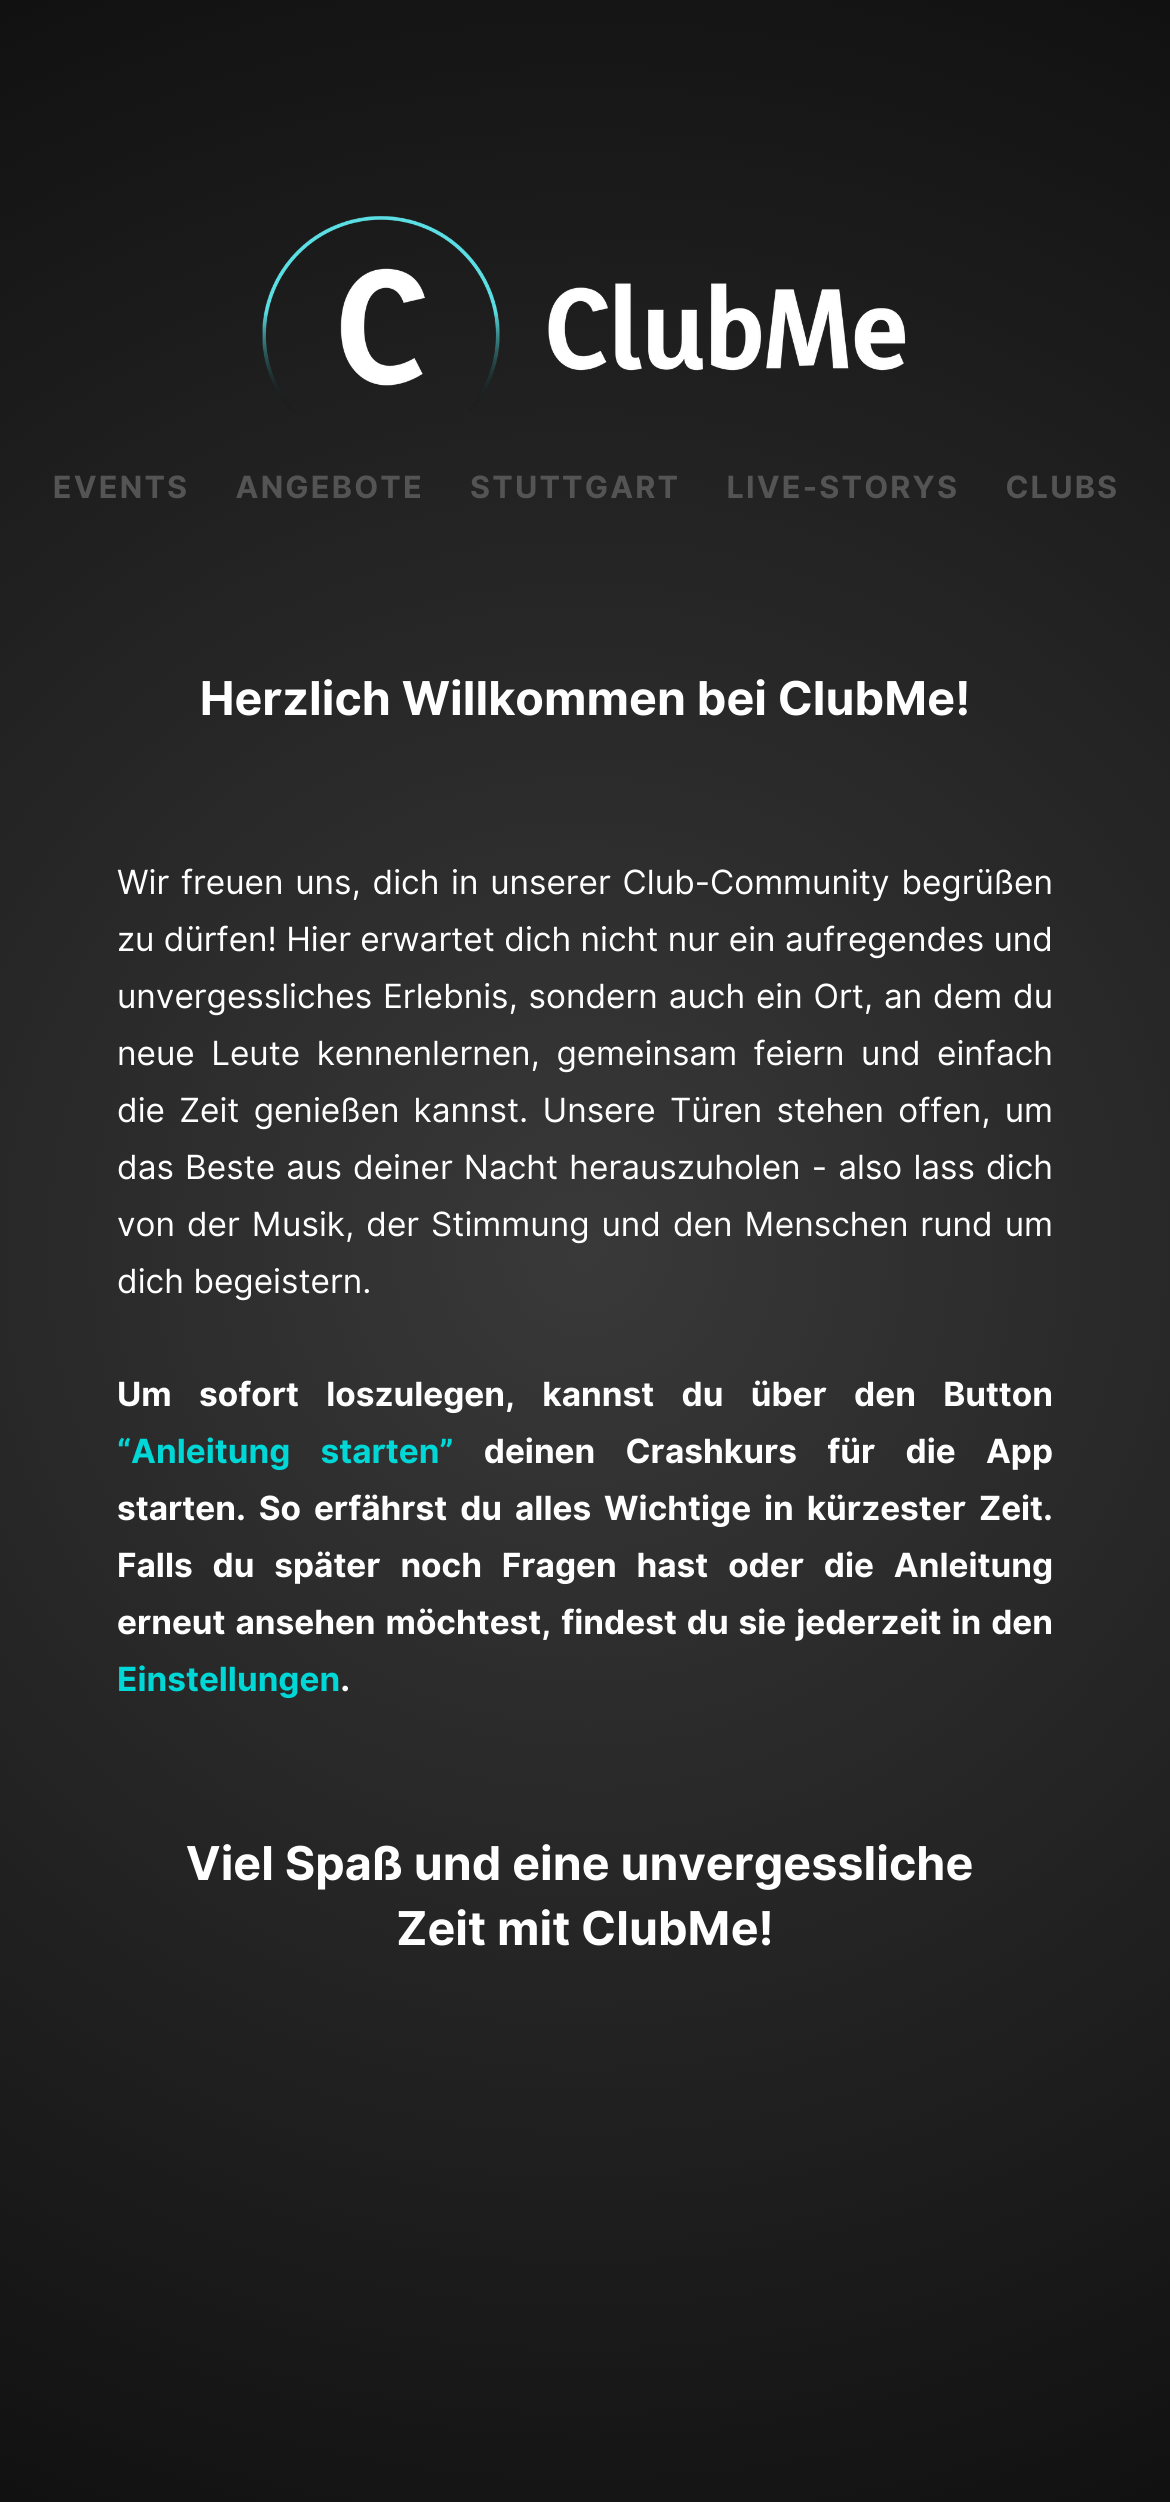 C ClubMe
EVENTS ANGEBOTE STUTTGART LIVE-STORYS CLUBS
Herzlich Willkommen bei ClubMe!
Wir freuen uns, dich in unserer Club-Community begrüßen
zu dürfen! Hier erwartet dich nicht nur ein aufregendes und
unvergessliches Erlebnis, sondern auch ein Ort, an dem du
neue Leute kennenlernen, gemeinsam feiern und einfach
die Zeit genießen kannst. Unsere Türen stehen offen, um
das Beste aus deiner Nacht herauszuholen - also lass dich
von der Musik, der Stimmung und den Menschen rund um
dich begeistern.
Um sofort loszulegen, kannst du über den Button
“Anleitung starten” deinen Crashkurs für die App
starten. So erfährst du alles Wichtige in kürzester Zeit.
Falls du später noch Fragen hast oder die Anleitung
erneut ansehen möchtest, findest du sie jederzeit in den
Einstellungen.
Viel Spaß und eine unvergessliche
Zeit mit ClubMe!